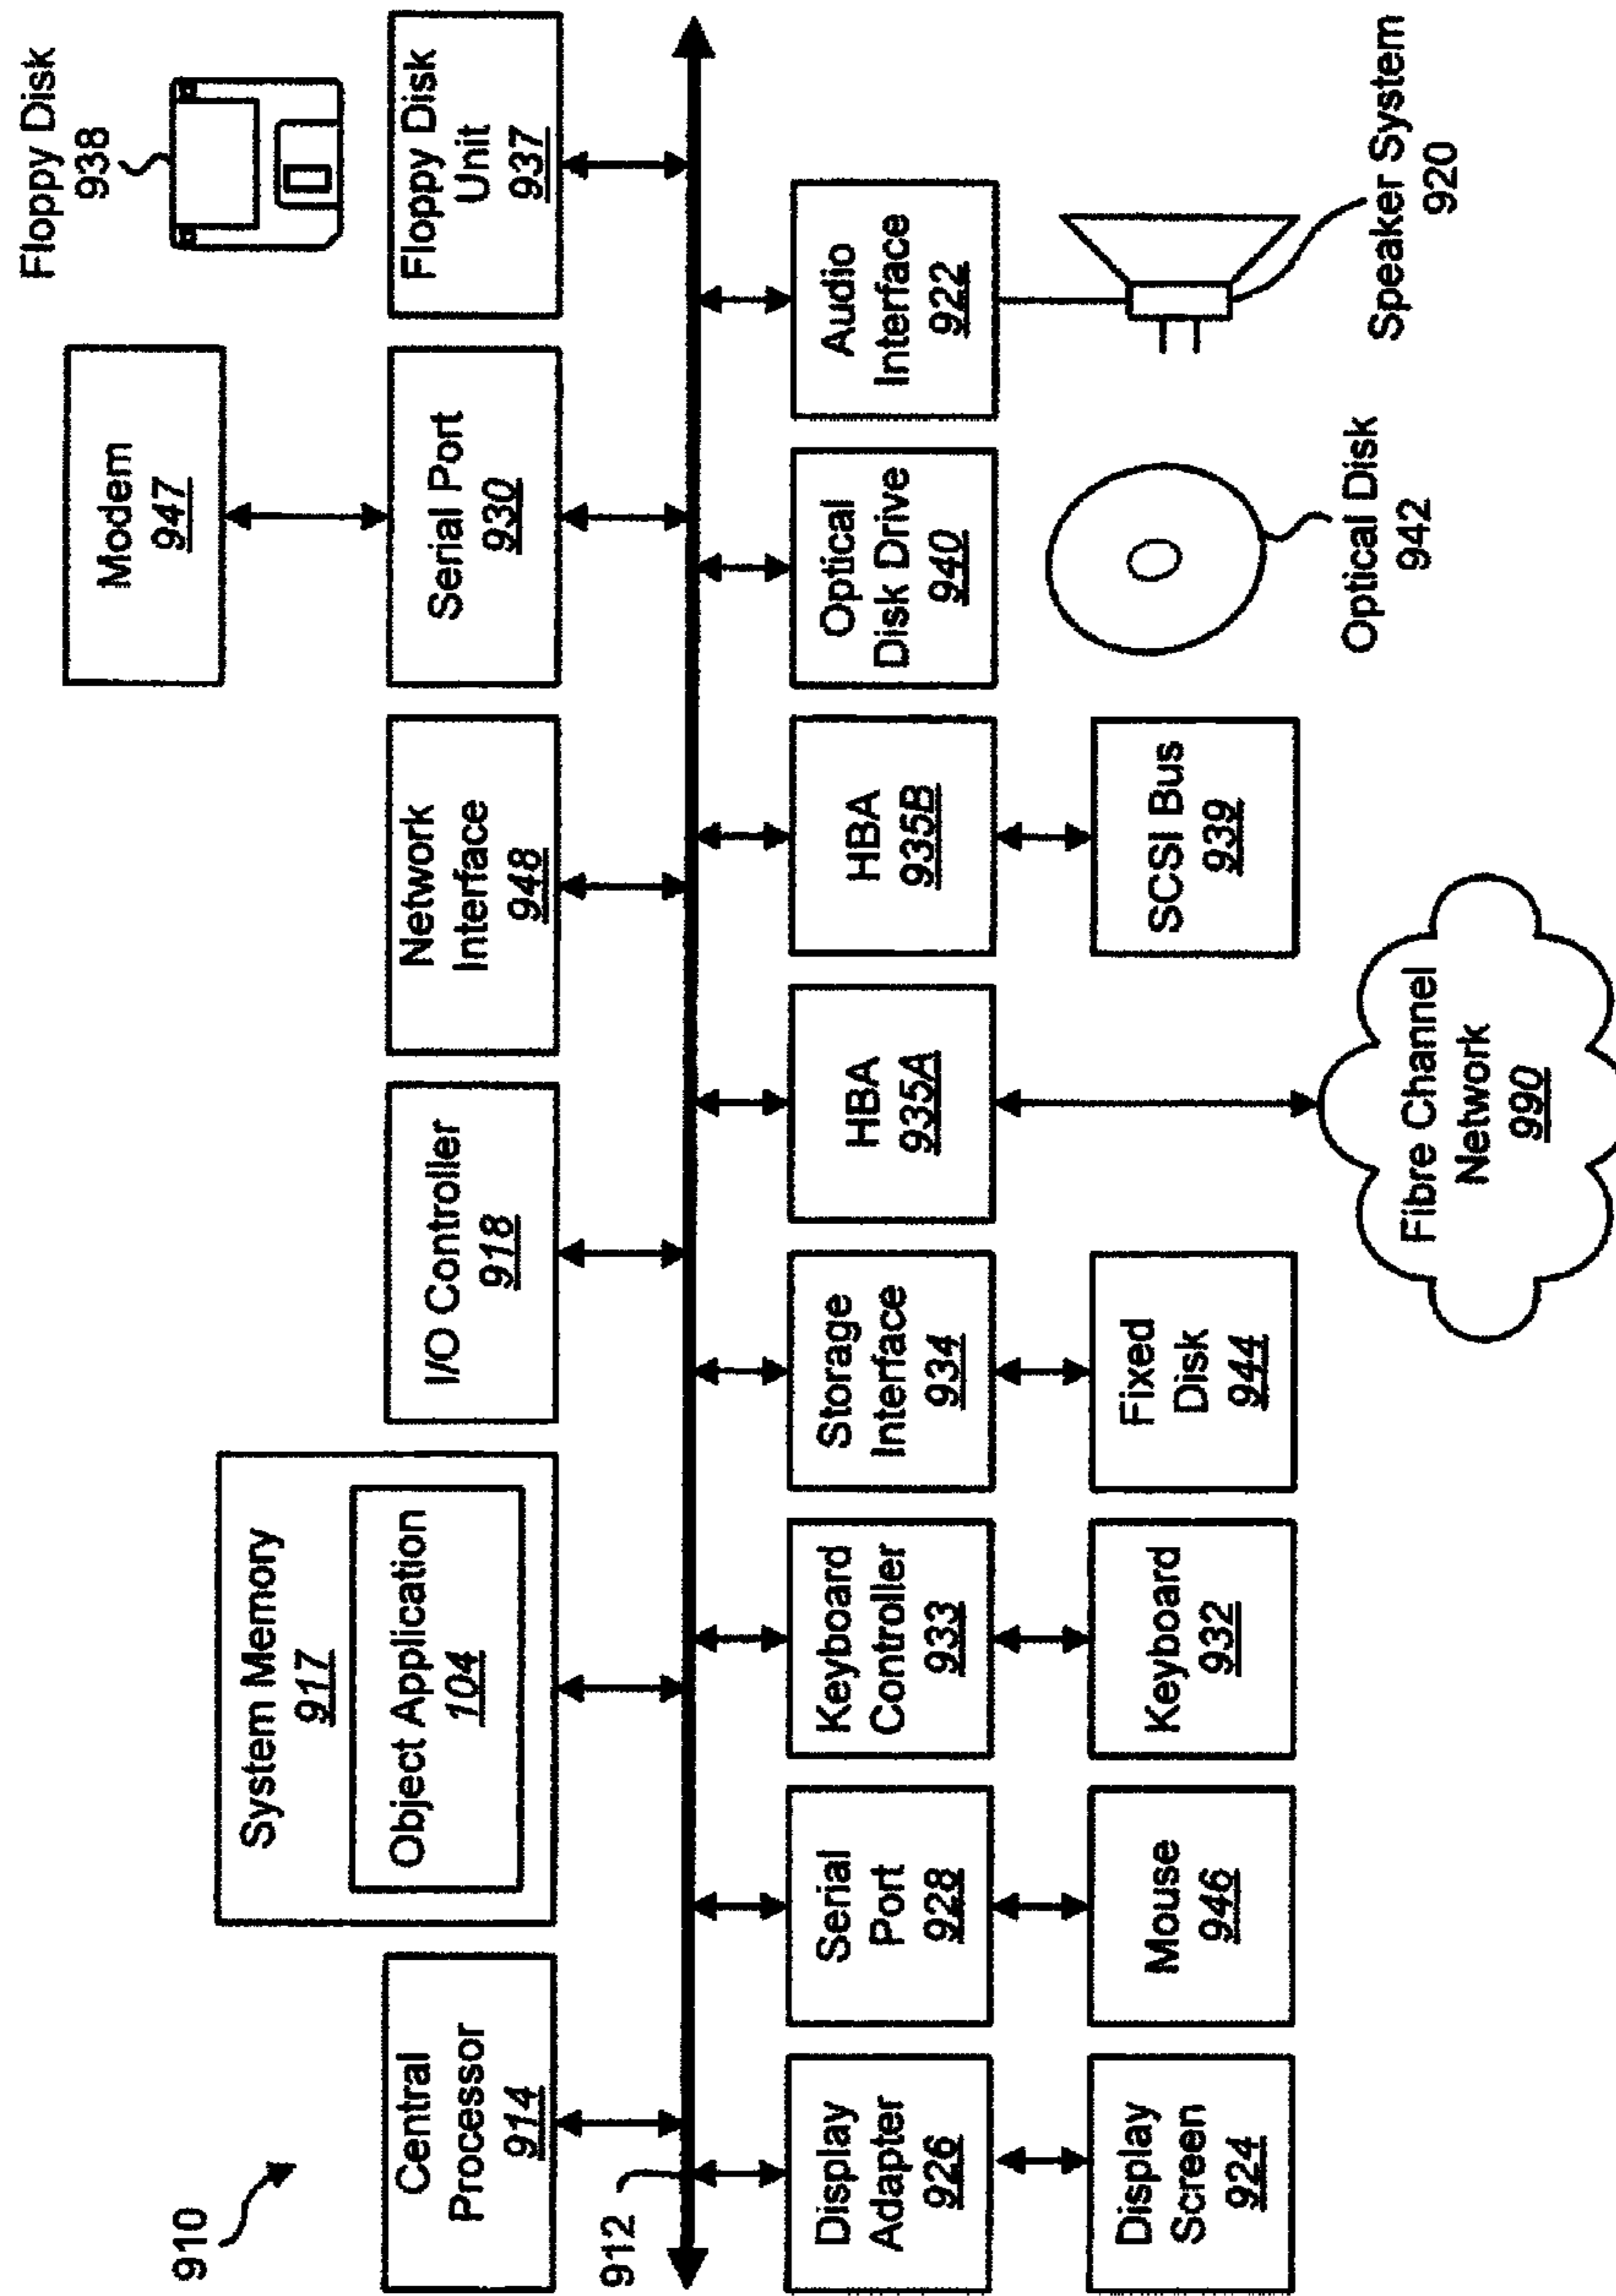 910
Central
Processor
914
System Memory
917
Object Application
104
I/O Controller
918
Network
Interface
948
Modem
947
Serial Port
930
Floppy Disk
938
Floppy Disk
Unit
937
912
Display
Adapter
926
Serial
Port
928
Keyboard
Controller
933
Storage
Interface
934
HBA
935A
HBA
935B
Optical
Disk Drive
940
Audio
Interface
922
Display
Screen
924
Mouse
946
Keyboard
932
Fixed
Disk
944
Fibre Channel
Network
990
SCSI Bus
939
Optical Disk
942
Speaker System
920